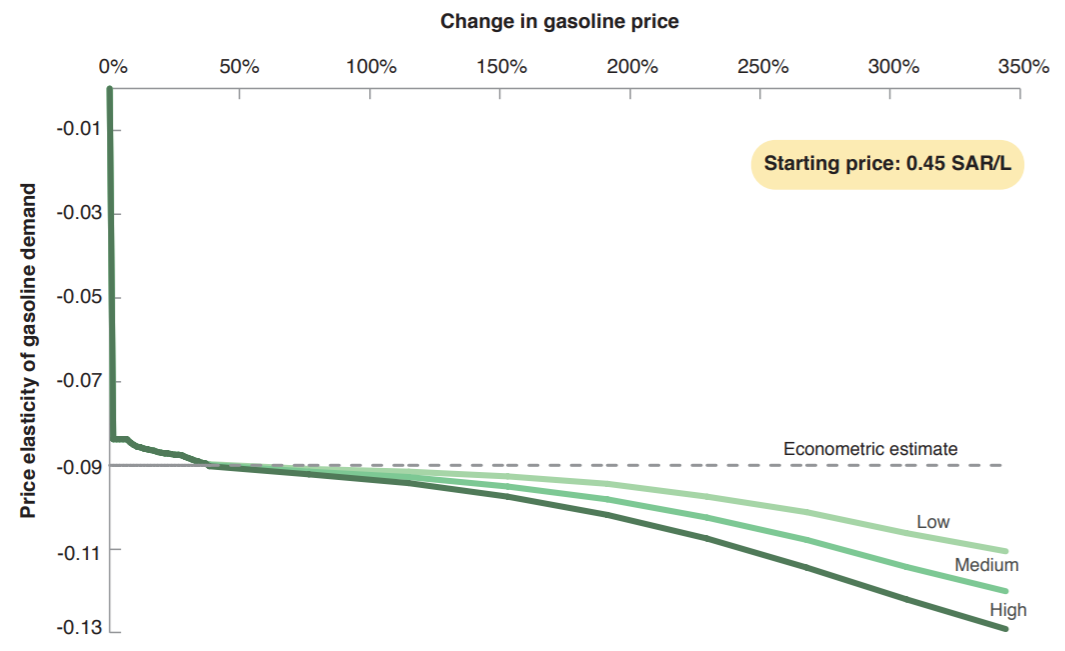 Change in gasoline price
0% 50% 100% 150% 200% 250% 300% 350%
Price elasticity of gasoline demand
-0.01
-0.03
-0.05
-0.07
-0.09
-0.11
-0.13
Starting price: 0.45 SAR/L
Econometric estimate
Low
Medium
High